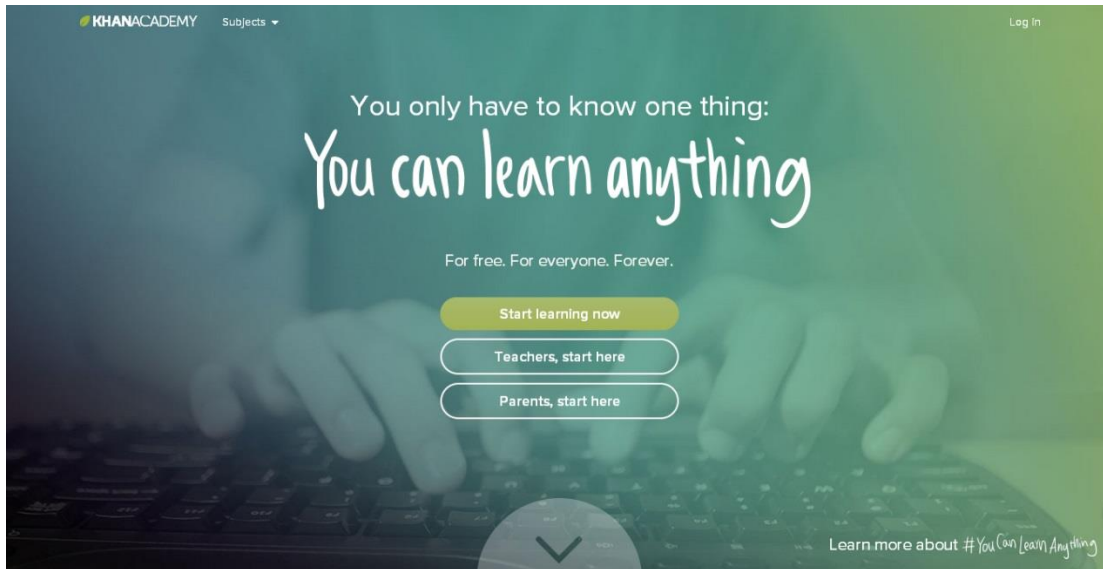 KHANACADEMY Subjects Log in
You only have to know one thing:
You can learn anything
For free. For everyone. Forever.
Start learning now
Teachers, start here
Parents, start here
Learn more about #YouCanLearnAnything